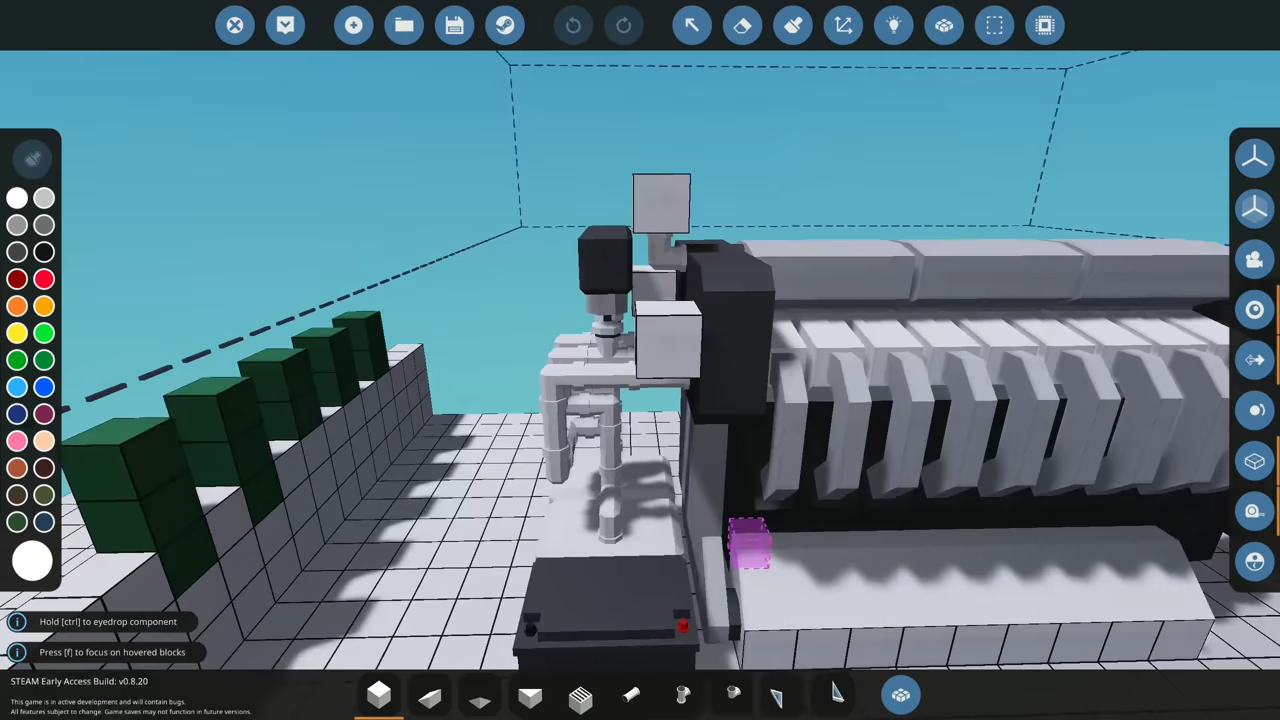 Hold [ctrl] to eyedrop component
Press [f] to focus on hovered blocks
STEAM Early Access Build: v0.8.20
This game is in active development and will contain bugs.
All features subject to change. Game saves may not function in future versions.